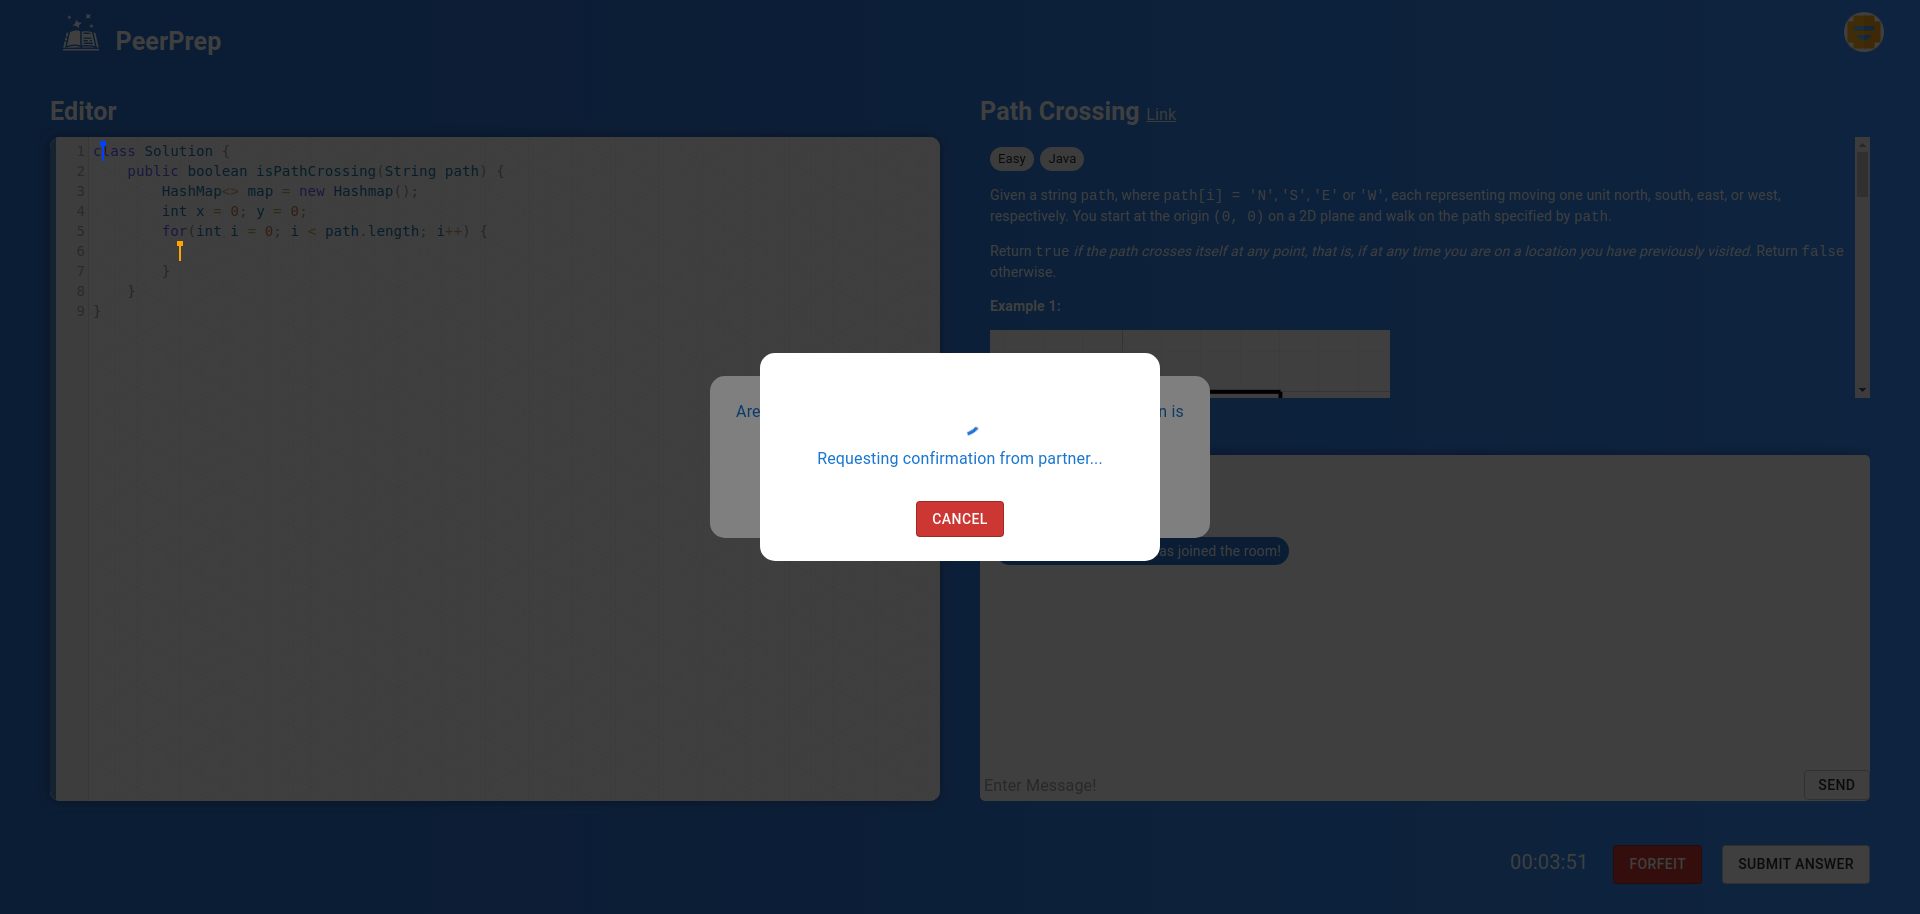 PeerPrep
Editor
1 class Solution {
2 public boolean isPathCrossing(String path) {
3 HashMap<> map = new Hashmap();
4 int x = 0; y = 0;
5 for(int i = 0; i < path.length; i++) {
6
7 }
8 }
9 }
Path Crossing Link
Easy Java
Given a string path, where path[i] = 'N','S','E' or 'W', each representing moving one unit north, south, east, or west,
respectively. You start at the origin (0, 0) on a 2D plane and walk on the path specified by path.
Return true if the path crosses itself at any point, that is, if at any time you are on a location you have previously visited. Return false
otherwise.
Example 1:
Are
is
Requesting confirmation from partner...
CANCEL
joined the room!
Enter Message!
SEND
00:03:51
FORFEIT
SUBMIT ANSWER